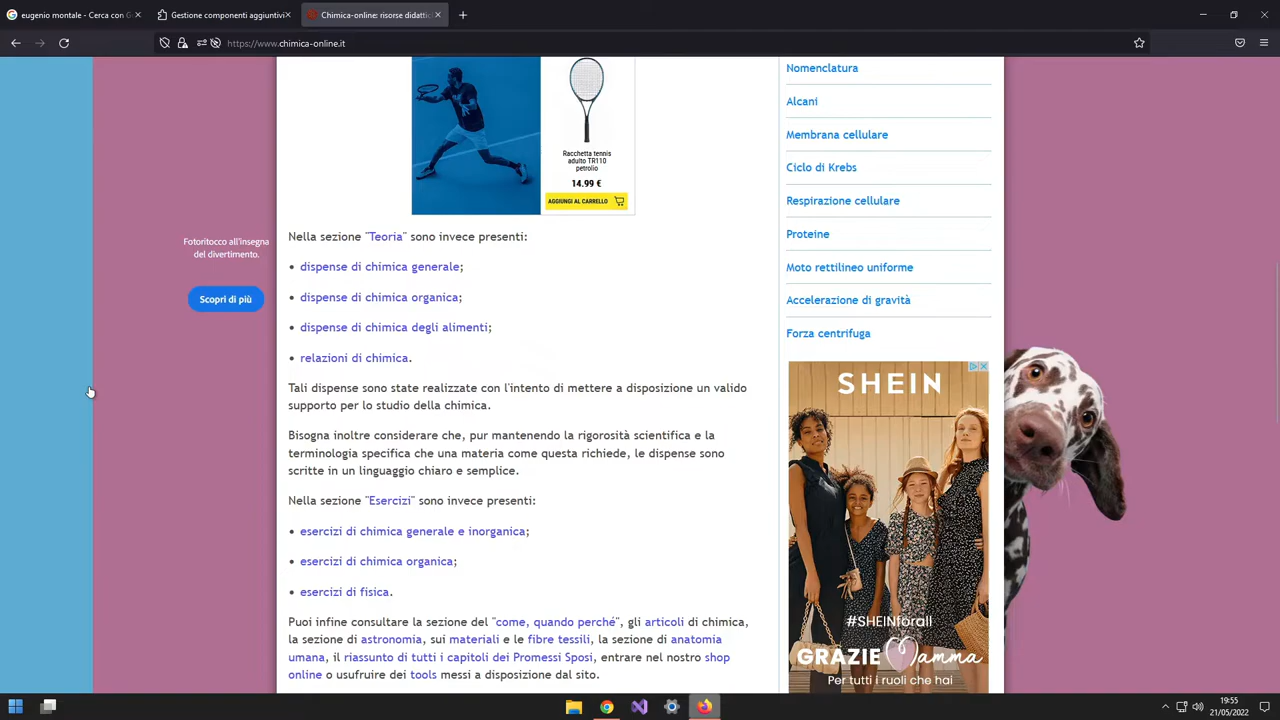 eugenio montale - Cerca con G
Gestione componenti aggiuntivi
Chimica-online: risorse didattic
https://www.chimica-online.it
Racchetta tennis
adulto TR110
petrolio
14.99 €
AGGIUNGI AL CARRELLO
Fotoritocco all'insegna
del divertimento.
Scopri di più
Nella sezione "Teoria" sono invece presenti:
• dispense di chimica generale;
• dispense di chimica organica;
• dispense di chimica degli alimenti;
• relazioni di chimica.
Tali dispense sono state realizzate con l'intento di mettere a disposizione un valido
supporto per lo studio della chimica.
Bisogna inoltre considerare che, pur mantenendo la rigorosità scientifica e la
terminologia specifica che una materia come questa richiede, le dispense sono
scritte in un linguaggio chiaro e semplice.
Nella sezione "Esercizi" sono invece presenti:
• esercizi di chimica generale e inorganica;
• esercizi di chimica organica;
• esercizi di fisica.
Puoi infine consultare la sezione del "come, quando perché", gli articoli di chimica,
la sezione di astronomia, sui materiali e le fibre tessili, la sezione di anatomia
umana, il riassunto di tutti i capitoli dei Promessi Sposi, entrare nel nostro shop
online o usufruire dei tools messi a disposizione dal sito.
Nomenclatura
Alcani
Membrana cellulare
Ciclo di Krebs
Respirazione cellulare
Proteine
Moto rettilineo uniforme
Accelerazione di gravità
Forza centrifuga
SHEIN
#SHEINforall
GRAZIE Mamma
Per tutti i ruoli che hai
19:55
21/05/2022